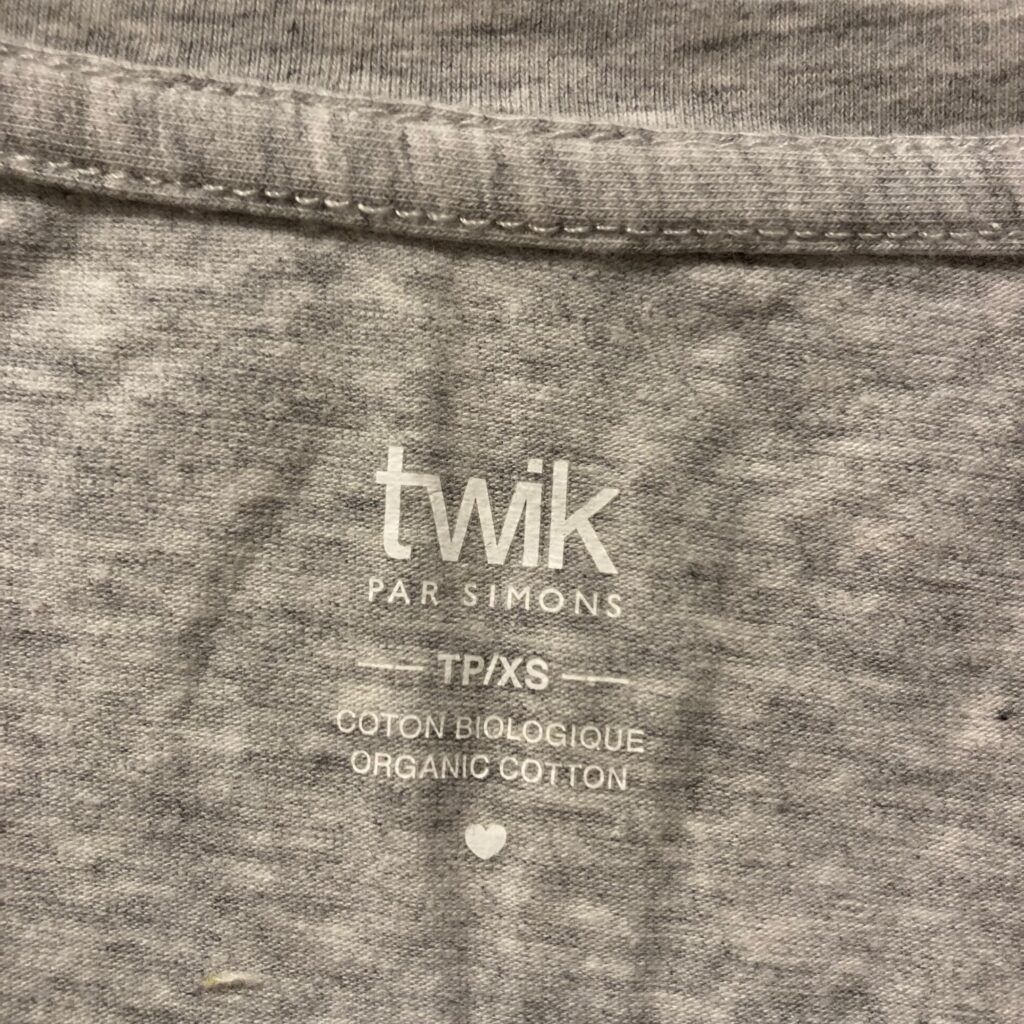 twik
PAR SIMONS
TP/XS
COTON BIOLOGIQUE
ORGANIC COTTON